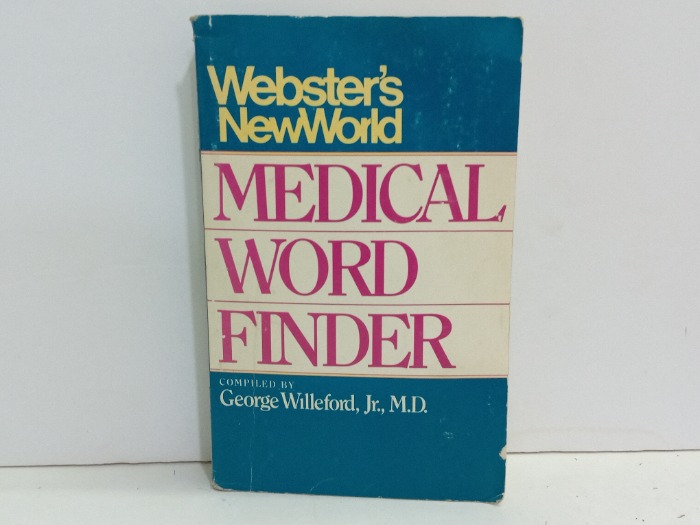 Webster's
NewWorld
MEDICAL
WORD
FINDER
COMPILED BY
George Willeford, Jr., M.D.